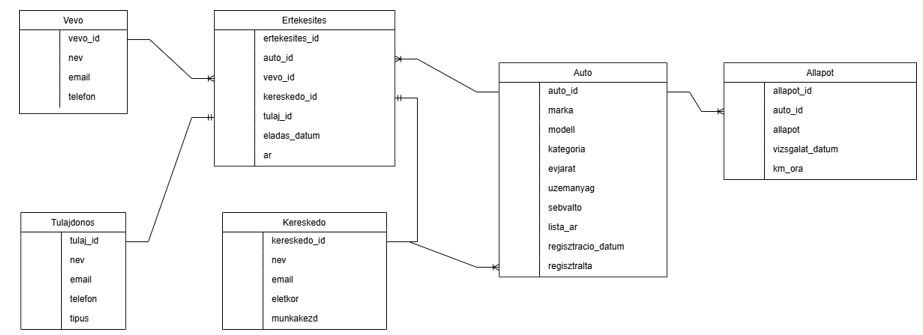 Vevo
vevo_id
nev
email
telefon
Ertekesites
ertekesites_id
auto_id
vevo_id
kereskedo_id
tulaj_id
eladas_datum
ar
Auto
auto_id
marka
modell
kategoria
evjarat
uzemanyag
sebvalto
lista_ar
regisztracio_datum
regisztralta
Allapot
allapot_id
auto_id
allapot
vizsgalat_datum
km_ora
Tulajdonos
tulaj_id
nev
email
telefon
tipus
Kereskedo
kereskedo_id
nev
email
eletkor
munkakezd